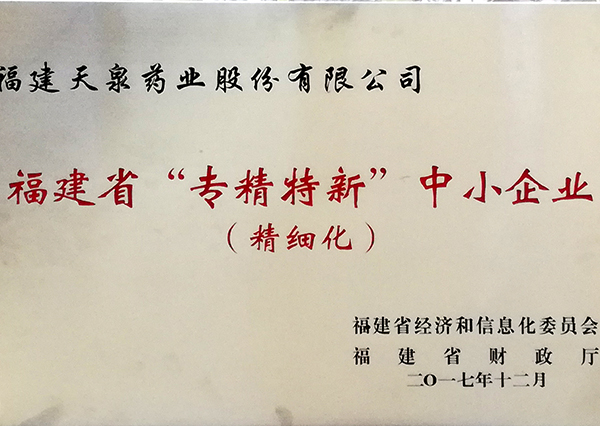 福建天泉药业股份有限公司
福建省“专精特新”中小企业
（精细化）
福建省经济和信息化委员会
福建省财政厅
二〇一七年十二月